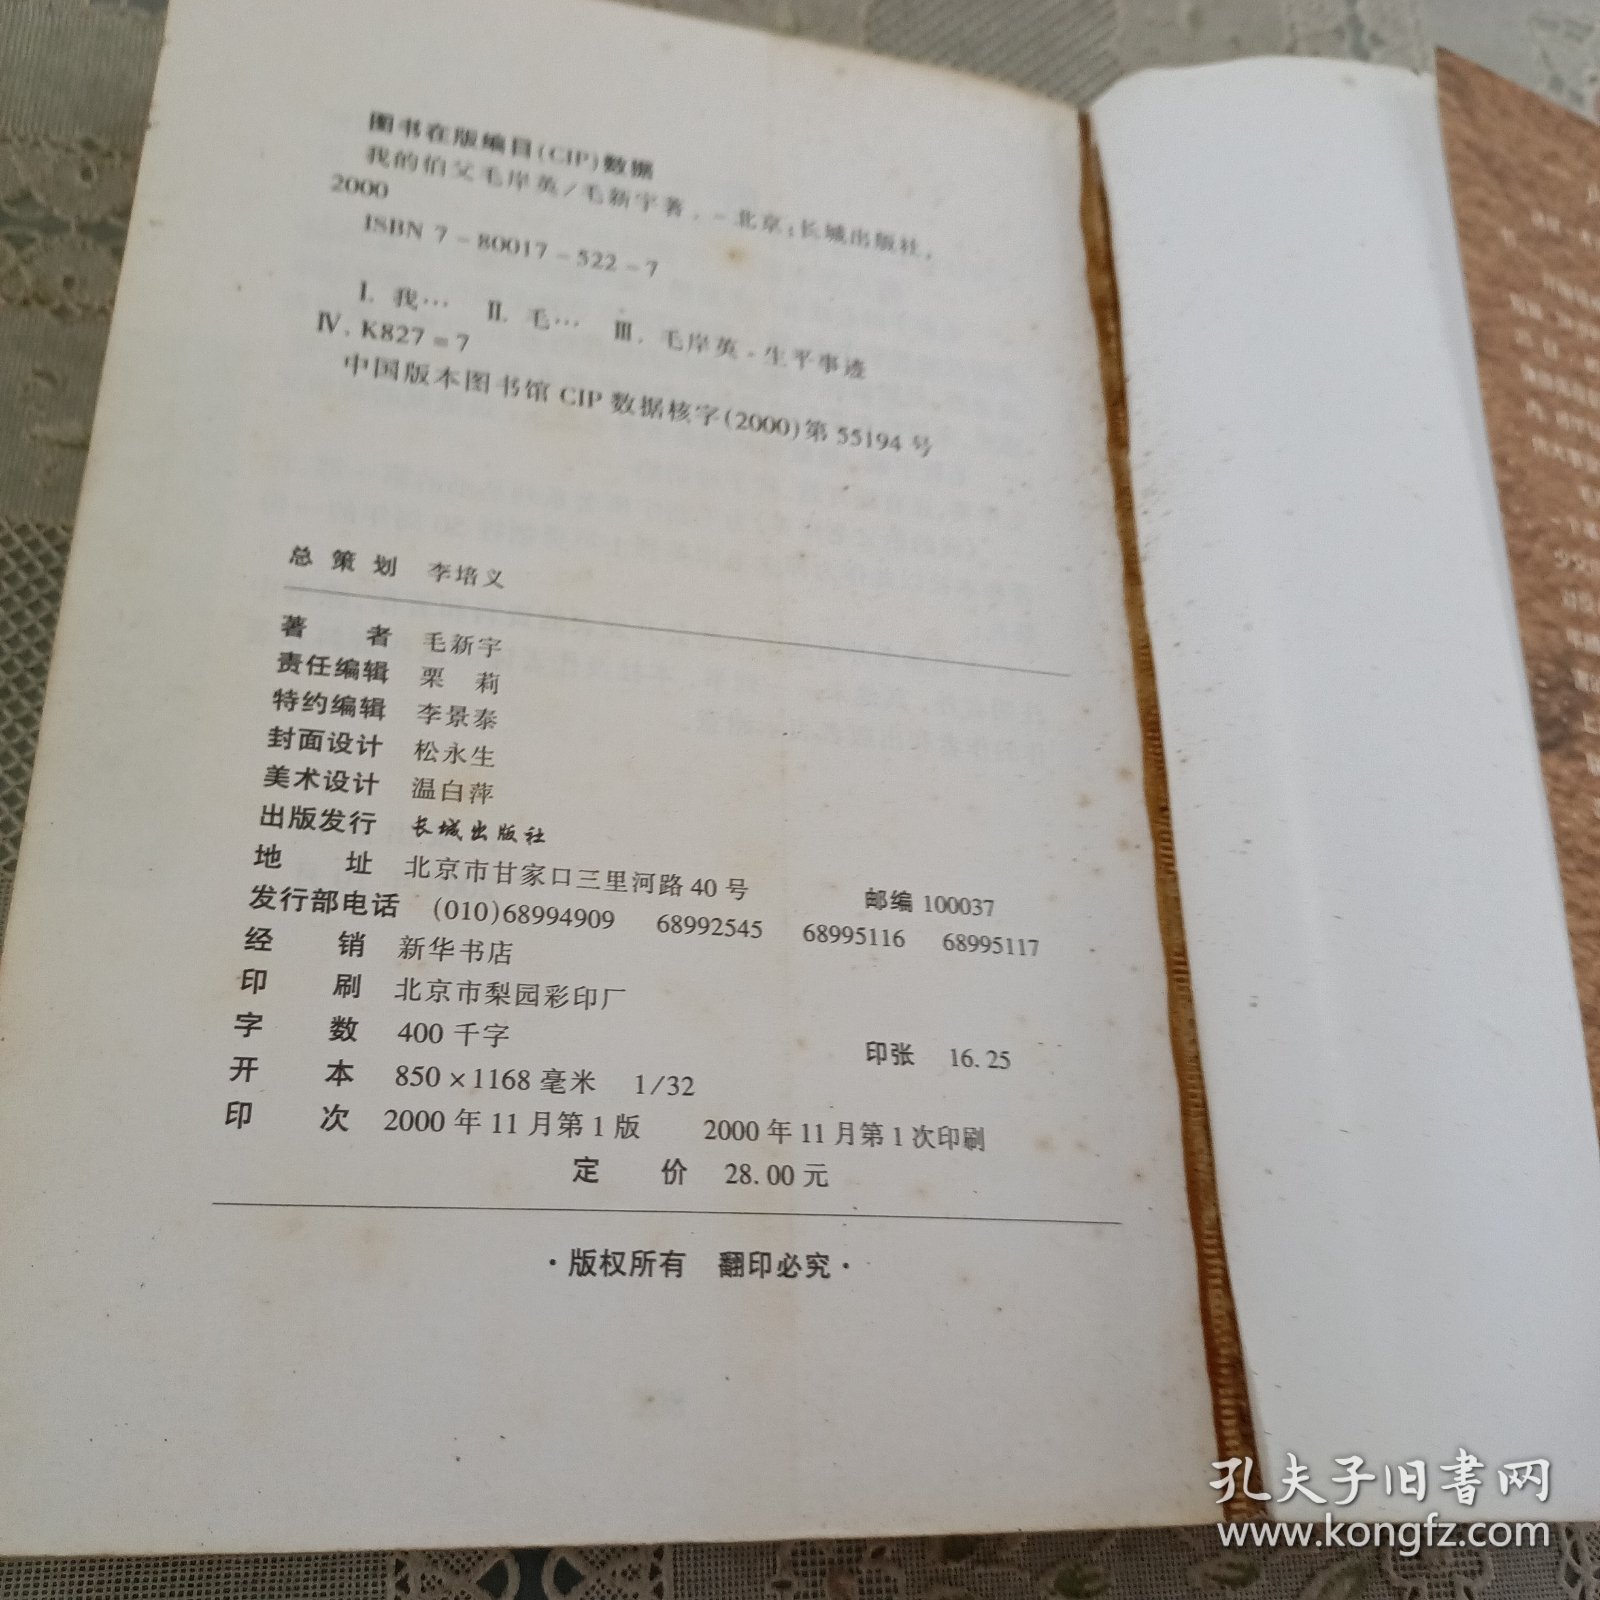 图书在版编目(CIP)数据
我的伯父毛岸英/毛新宇著.-北京:长城出版社,
2000
ISBN 7-80017-522-7
Ⅰ.我… Ⅱ.毛… Ⅲ.毛岸英-生平事迹
Ⅳ.K827=7
中国版本图书馆CIP数据核字(2000)第55194号
总策划 李培义
著者 毛新宇
责任编辑 栗莉
特约编辑 李景泰
封面设计 松永生
美术设计 温白萍
出版发行 长城出版社
地址 北京市甘家口三里河路40号 邮编100037
发行部电话 (010)68994909 68992545 68995116 68995117
经销 新华书店
印刷 北京市梨园彩印厂
字数 400千字 印张 16.25
开本 850×1168毫米 1/32
印次 2000年11月第1版 2000年11月第1次印刷
定价 28.00元
·版权所有 翻印必究·
孔夫子旧书网
www.kongfz.com